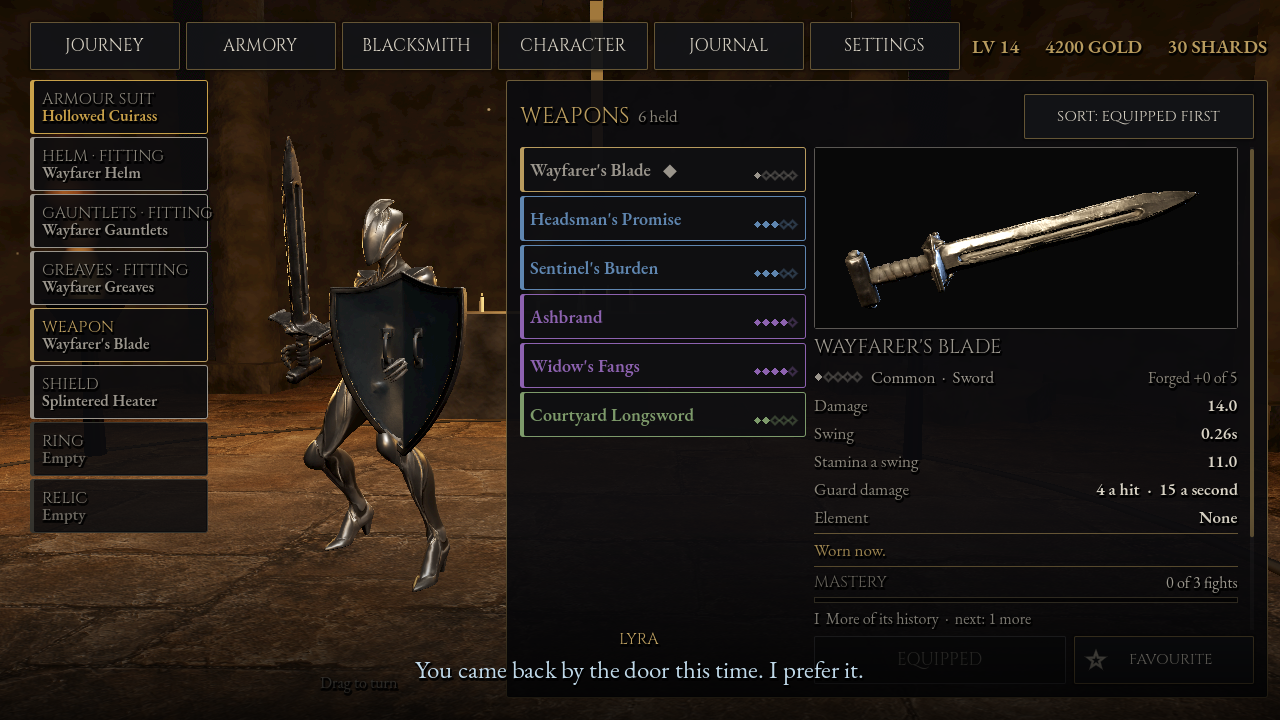 JOURNEY
ARMORY
BLACKSMITH
CHARACTER
JOURNAL
SETTINGS
LV 14
4200 GOLD
30 SHARDS
ARMOUR SUIT
Hollowed Cuirass
HELM · FITTING
Wayfarer Helm
GAUNTLETS · FITTING
Wayfarer Gauntlets
GREAVES · FITTING
Wayfarer Greaves
WEAPON
Wayfarer's Blade
SHIELD
Splintered Heater
RING
Empty
RELIC
Empty
Drag to turn
WEAPONS 6 held
SORT: EQUIPPED FIRST
Wayfarer's Blade
Headsman's Promise
Sentinel's Burden
Ashbrand
Widow's Fangs
Courtyard Longsword
WAYFARER'S BLADE
Common · Sword Forged +0 of 5
Damage 14.0
Swing 0.26s
Stamina a swing 11.0
Guard damage 4 a hit · 15 a second
Element None
Worn now.
MASTERY 0 of 3 fights
I More of its history · next: 1 more
EQUIPPED
FAVOURITE
LYRA
You came back by the door this time. I prefer it.